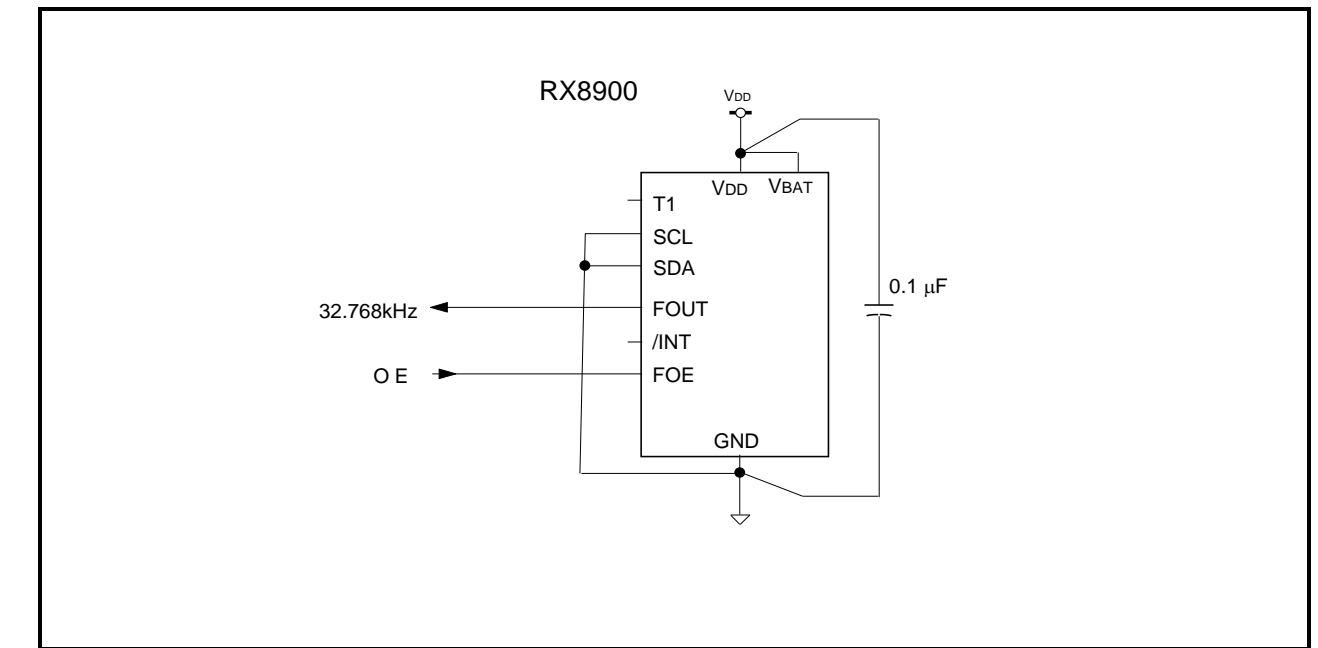 RX8900
VDD
VDD VBAT
T1
SCL
SDA
0.1 μF
32.768kHz FOUT
/INT
O E FOE
GND